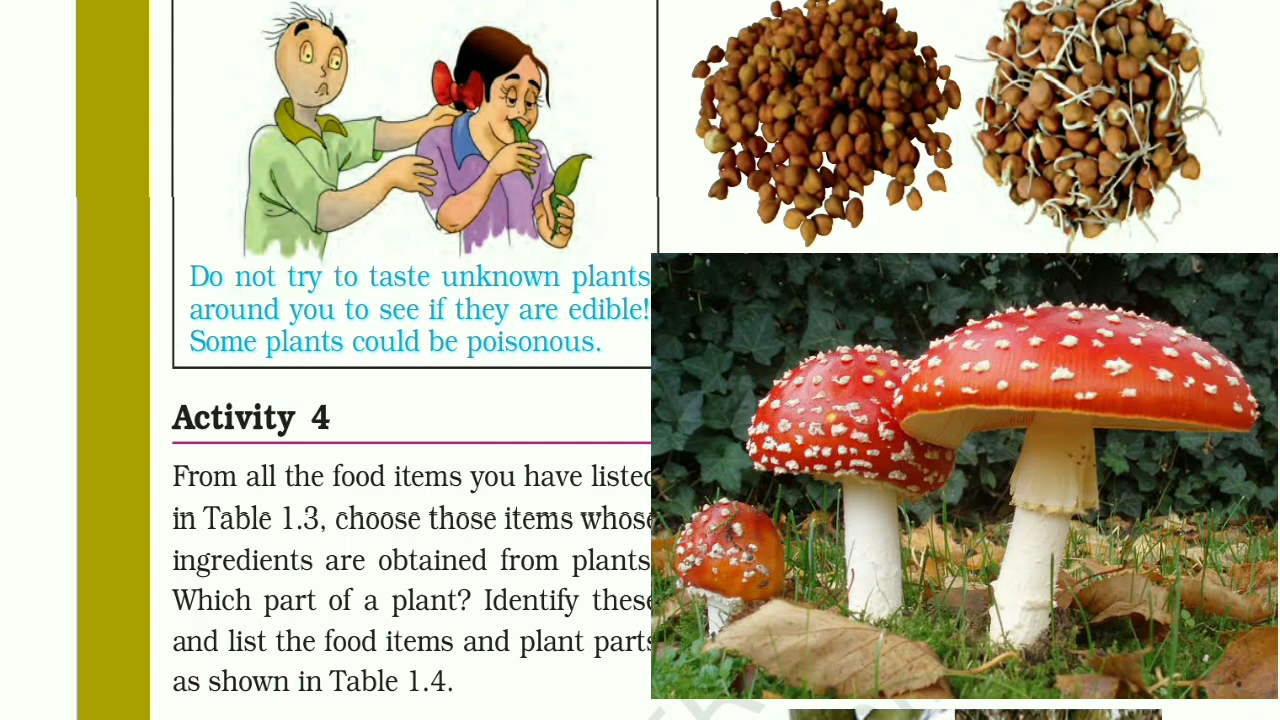 Do not try to taste unknown plants
around you to see if they are edible!
Some plants could be poisonous.
Activity 4
From all the food items you have listed
in Table 1.3, choose those items whose
ingredients are obtained from plants.
Which part of a plant? Identify these
and list the food items and plant parts
as shown in Table 1.4.